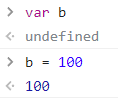 > var b
< undefined
> b = 100
< 100